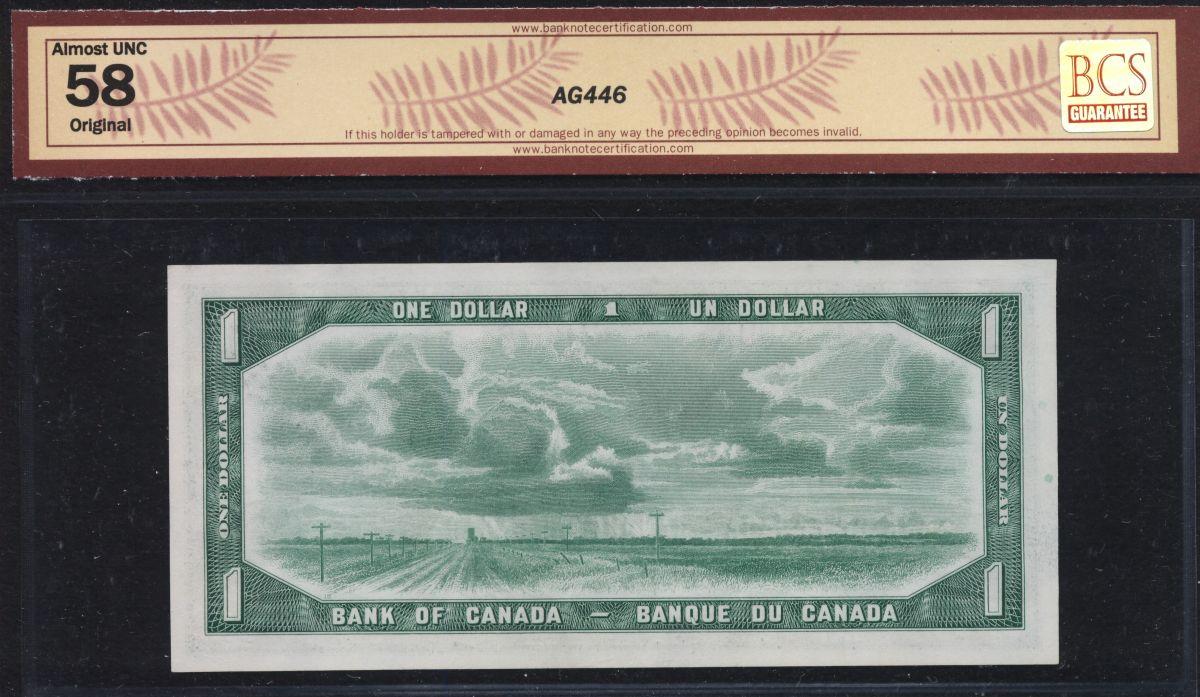 www.banknotecertification.com
Almost UNC
58
Original
AG446
BCS
GUARANTEE
If this holder is tampered with or damaged in any way the preceding opinion becomes invalid.
www.banknotecertification.com
ONE DOLLAR 1 UN DOLLAR
1 1
ONE DOLLAR
UN DOLLAR
1 1
BANK OF CANADA — BANQUE DU CANADA